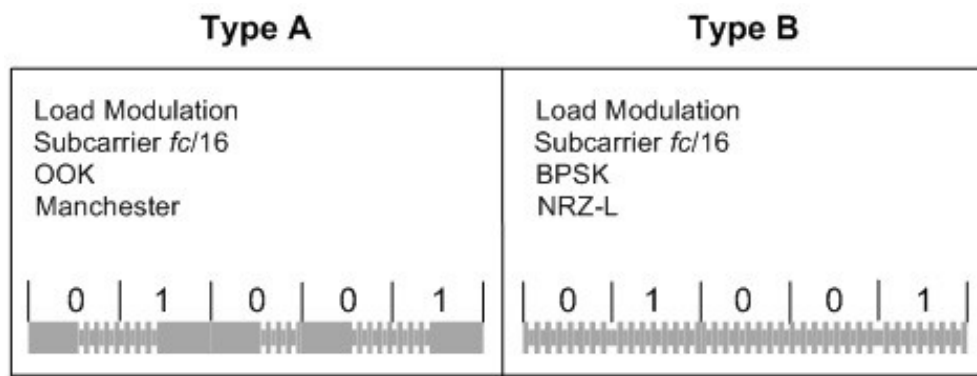 Type A
Load Modulation
Subcarrier fc/16
OOK
Manchester
0 1 0 0 1
Type B
Load Modulation
Subcarrier fc/16
BPSK
NRZ-L
0 1 0 0 1